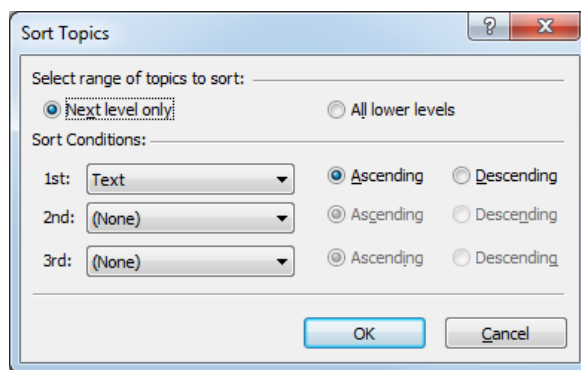 Sort Topics
Select range of topics to sort:
Next level only All lower levels
Sort Conditions:
1st: Text Ascending Descending
2nd: (None) Ascending Descending
3rd: (None) Ascending Descending
OK Cancel